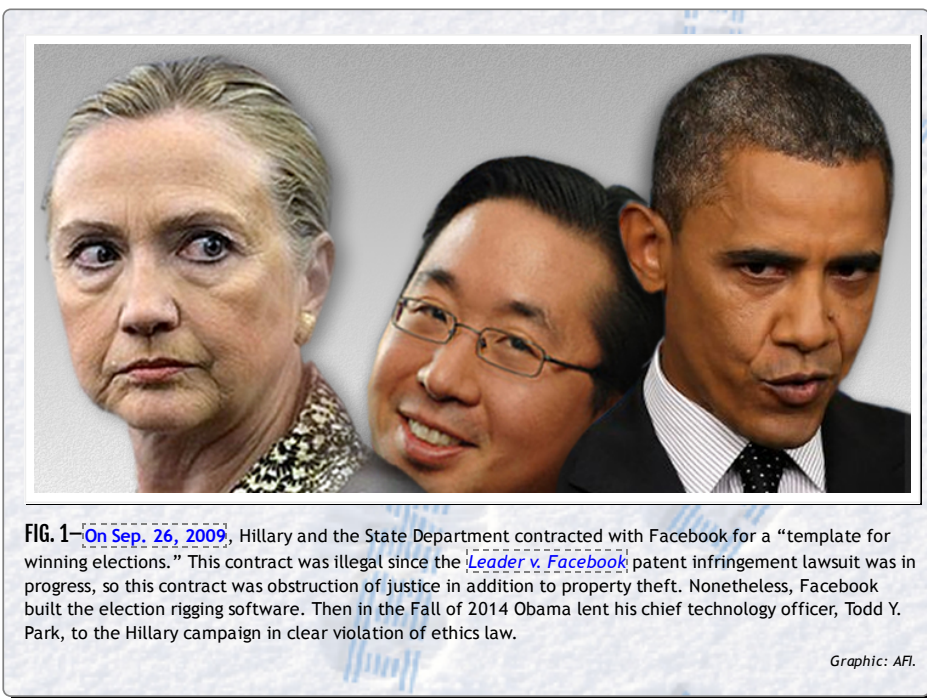 FIG. 1—On Sep. 26, 2009, Hillary and the State Department contracted with Facebook for a “template for
winning elections.” This contract was illegal since the Leader v. Facebook patent infringement lawsuit was in
progress, so this contract was obstruction of justice in addition to property theft. Nonetheless, Facebook
built the election rigging software. Then in the Fall of 2014 Obama lent his chief technology officer, Todd Y.
Park, to the Hillary campaign in clear violation of ethics law.
Graphic: AFI.